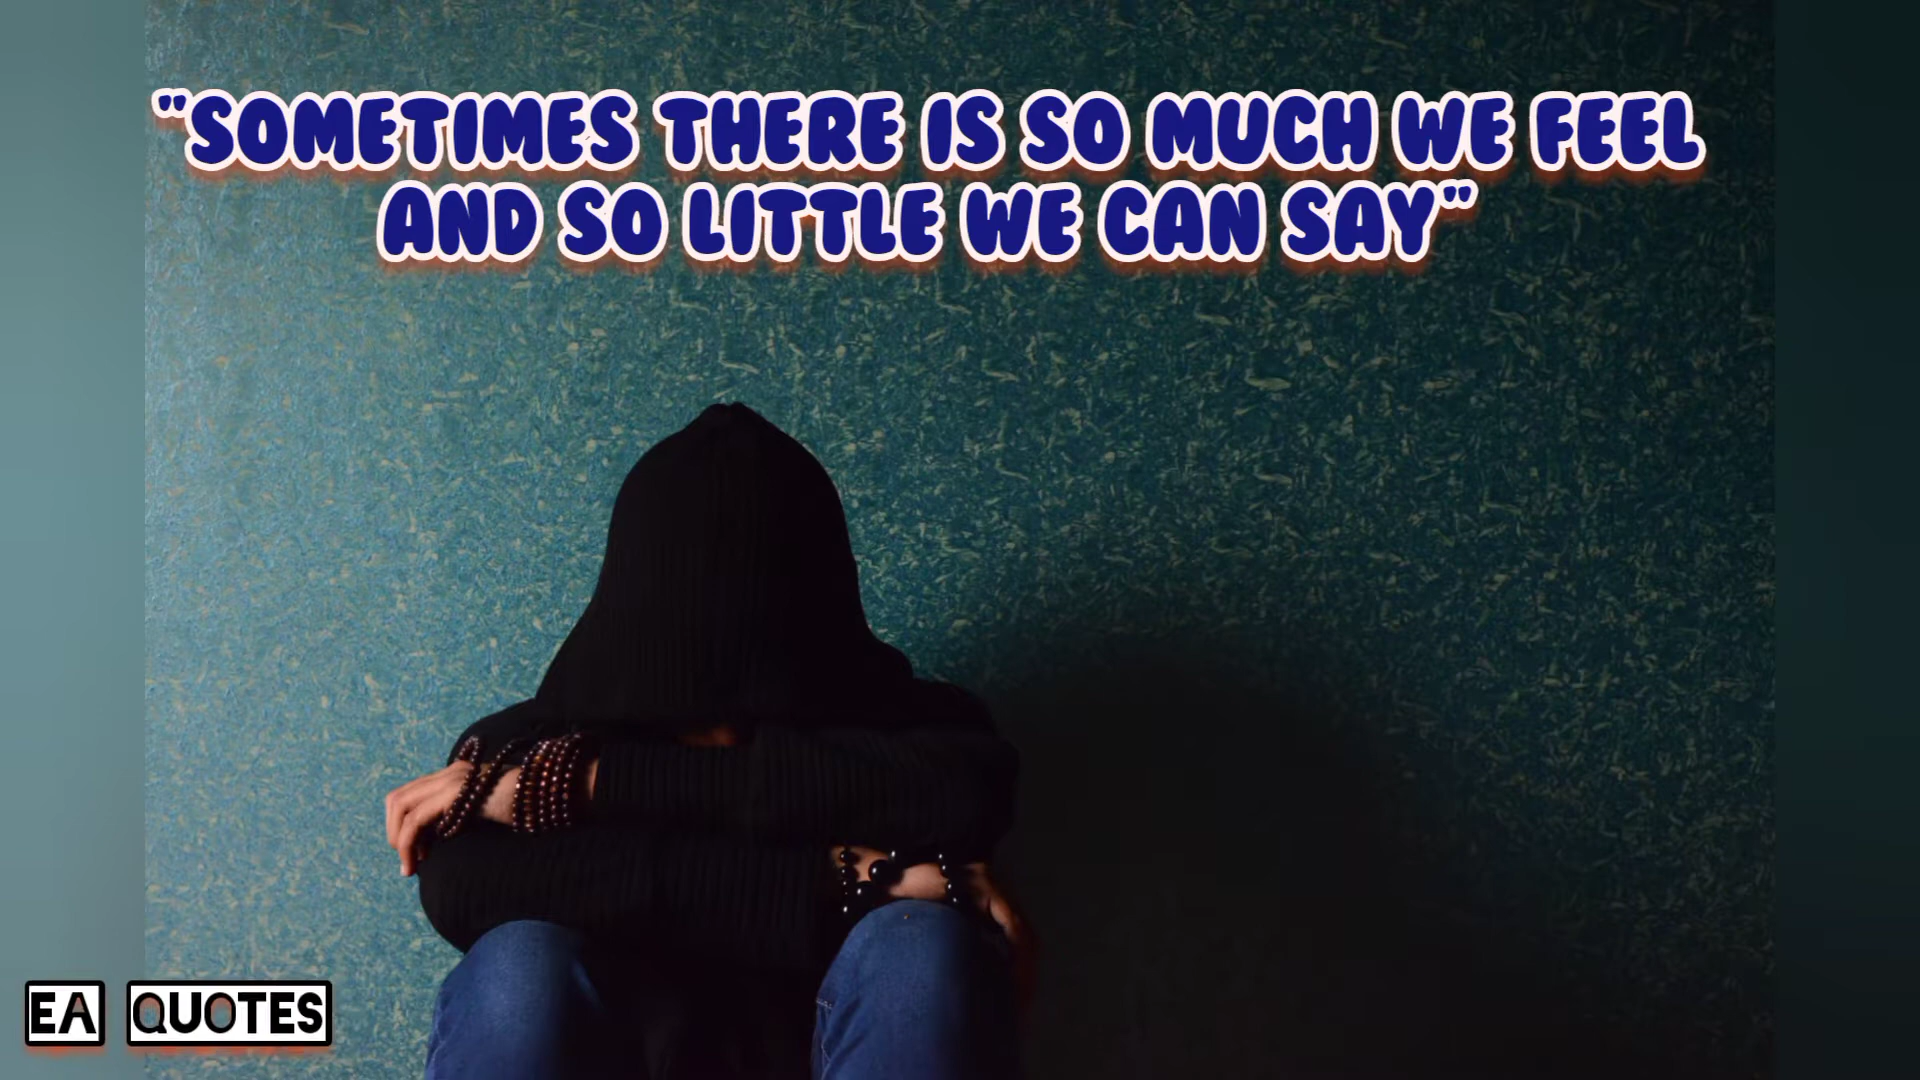 "SOMETIMES THERE IS SO MUCH WE FEEL
AND SO LITTLE WE CAN SAY"
EA QUOTES